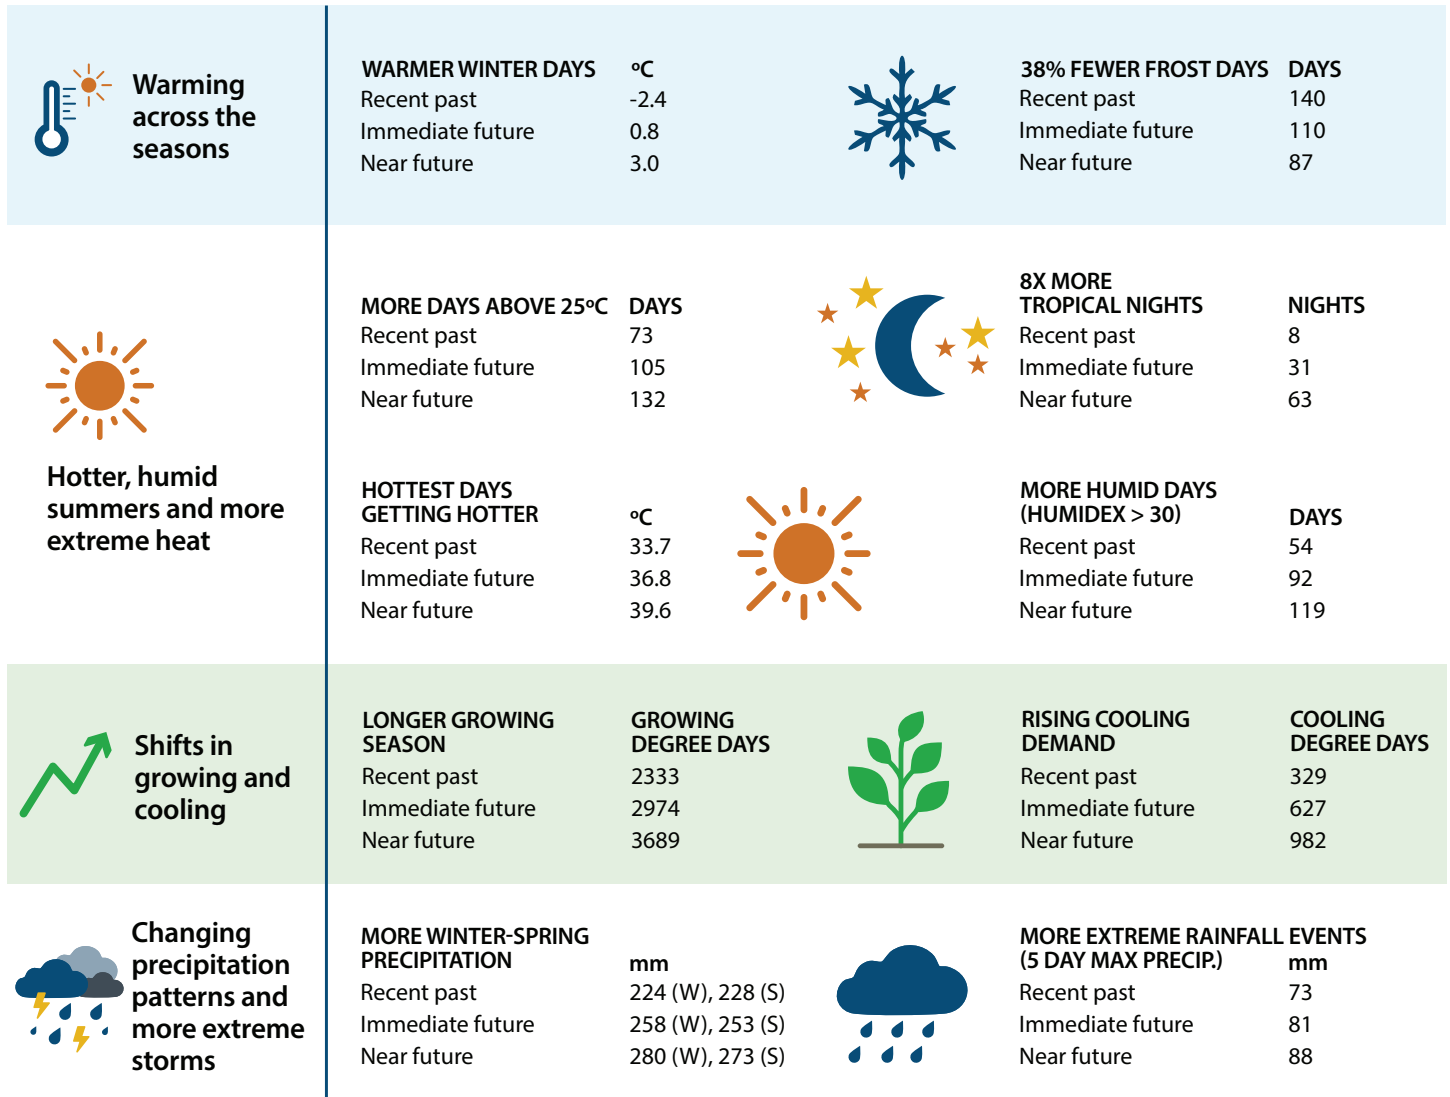 Warming
across the
seasons
WARMER WINTER DAYS ºC
Recent past -2.4
Immediate future 0.8
Near future 3.0
38% FEWER FROST DAYS DAYS
Recent past 140
Immediate future 110
Near future 87
Hotter, humid
summers and more
extreme heat
MORE DAYS ABOVE 25ºC DAYS
Recent past 73
Immediate future 105
Near future 132
8X MORE
TROPICAL NIGHTS NIGHTS
Recent past 8
Immediate future 31
Near future 63
HOTTEST DAYS
GETTING HOTTER ºC
Recent past 33.7
Immediate future 36.8
Near future 39.6
MORE HUMID DAYS
(HUMIDEX > 30) DAYS
Recent past 54
Immediate future 92
Near future 119
Shifts in
growing and
cooling
LONGER GROWING GROWING
SEASON DEGREE DAYS
Recent past 2333
Immediate future 2974
Near future 3689
RISING COOLING COOLING
DEMAND DEGREE DAYS
Recent past 329
Immediate future 627
Near future 982
Changing
precipitation
patterns and
more extreme
storms
MORE WINTER-SPRING
PRECIPITATION mm
Recent past 224 (W), 228 (S)
Immediate future 258 (W), 253 (S)
Near future 280 (W), 273 (S)
MORE EXTREME RAINFALL EVENTS
(5 DAY MAX PRECIP.) mm
Recent past 73
Immediate future 81
Near future 88